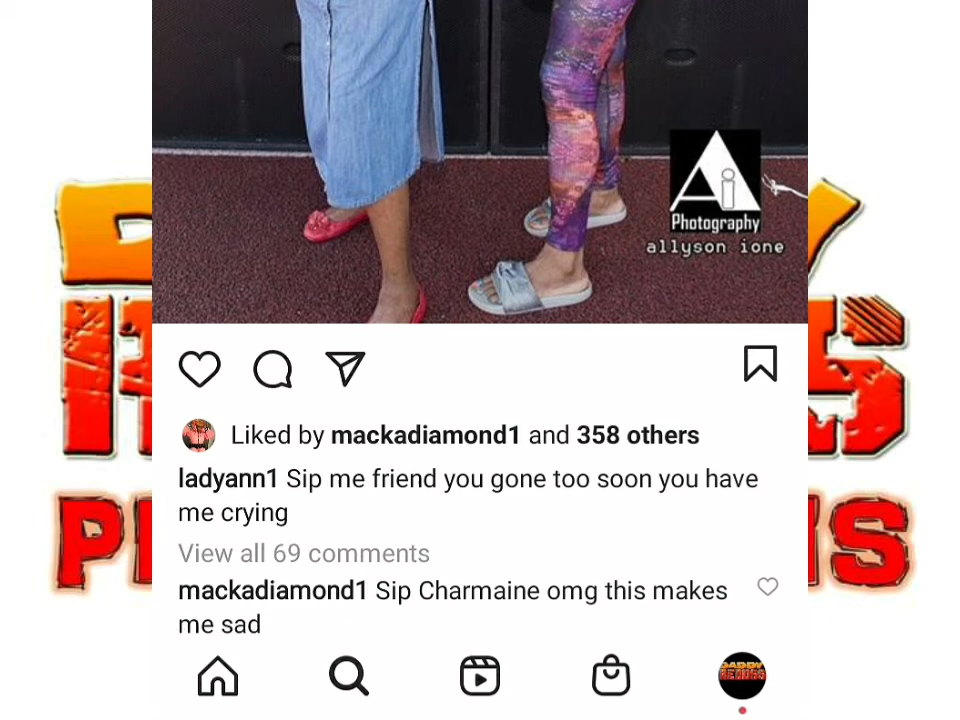 Ai
Photography
allyson ione
Liked by mackadiamond1 and 358 others
ladyann1 Sip me friend you gone too soon you have
me crying
View all 69 comments
mackadiamond1 Sip Charmaine omg this makes
me sad